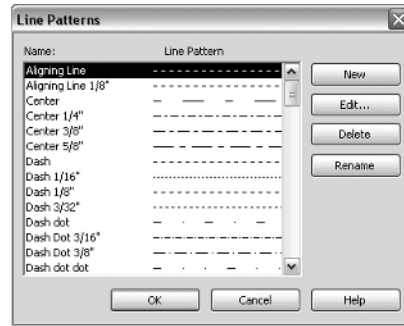 Line Patterns
Name: Line Pattern
Aligning Line
Aligning Line 1/8"
Center
Center 1/4"
Center 3/8"
Center 5/8"
Dash
Dash 1/16"
Dash 1/8"
Dash 3/32"
Dash dot
Dash Dot 3/16"
Dash Dot 3/8"
Dash dot dot
New
Edit...
Delete
Rename
OK Cancel Help